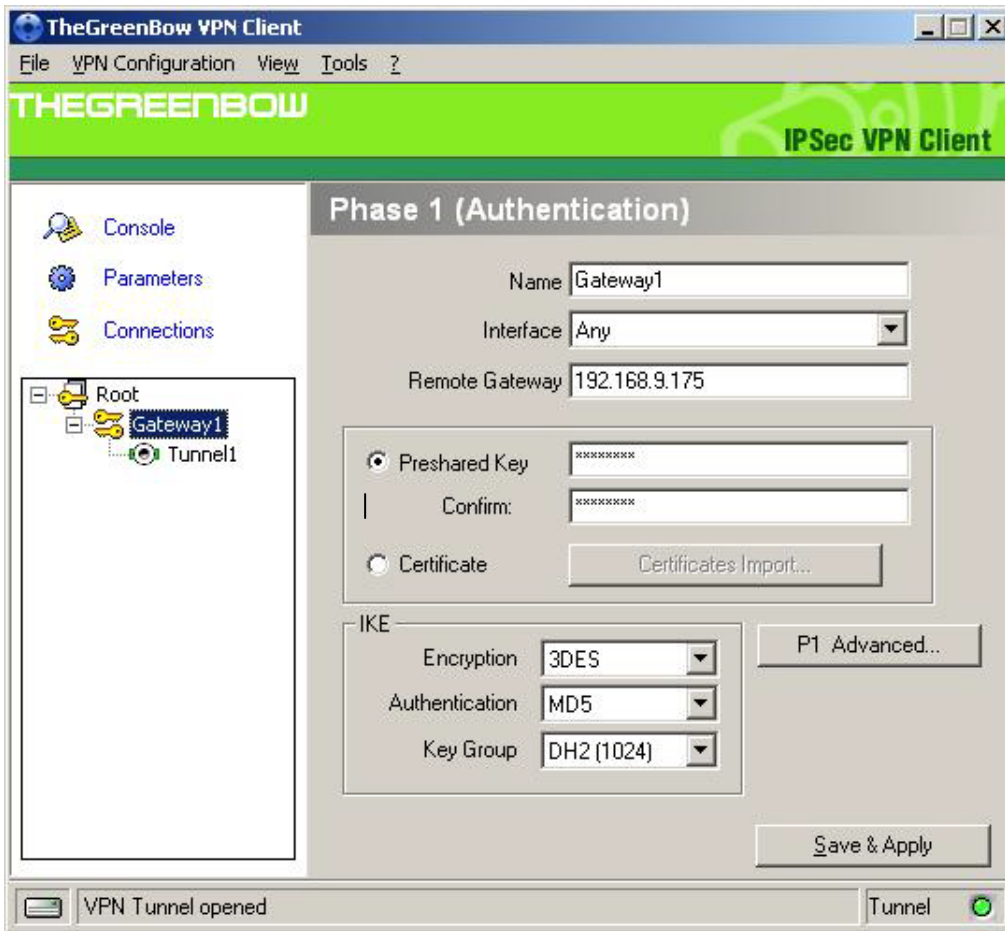 TheGreenBow VPN Client
File VPN Configuration View Tools ?
THEGREENBOW
IPSec VPN Client
Console
Parameters
Connections
Root
Gateway1
Tunnel1
Phase 1 (Authentication)
Name Gateway1
Interface Any
Remote Gateway 192.168.9.175
Preshared Key ********
Confirm: ********
Certificate Certificates Import...
IKE
Encryption 3DES
Authentication MD5
Key Group DH2 (1024)
P1 Advanced...
Save & Apply
VPN Tunnel opened
Tunnel